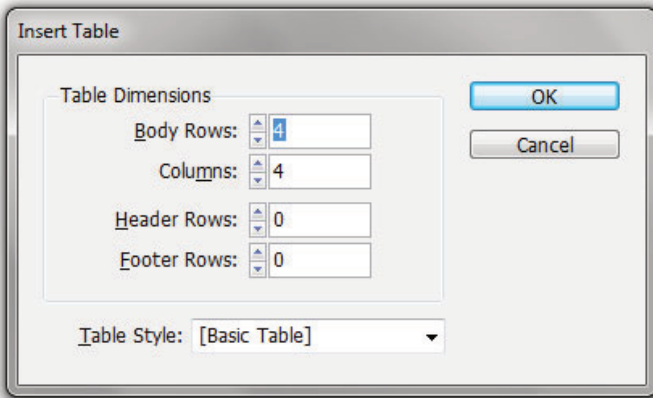 Insert Table
Table Dimensions
Body Rows: 4
Columns: 4
Header Rows: 0
Footer Rows: 0
Table Style: [Basic Table]
OK
Cancel